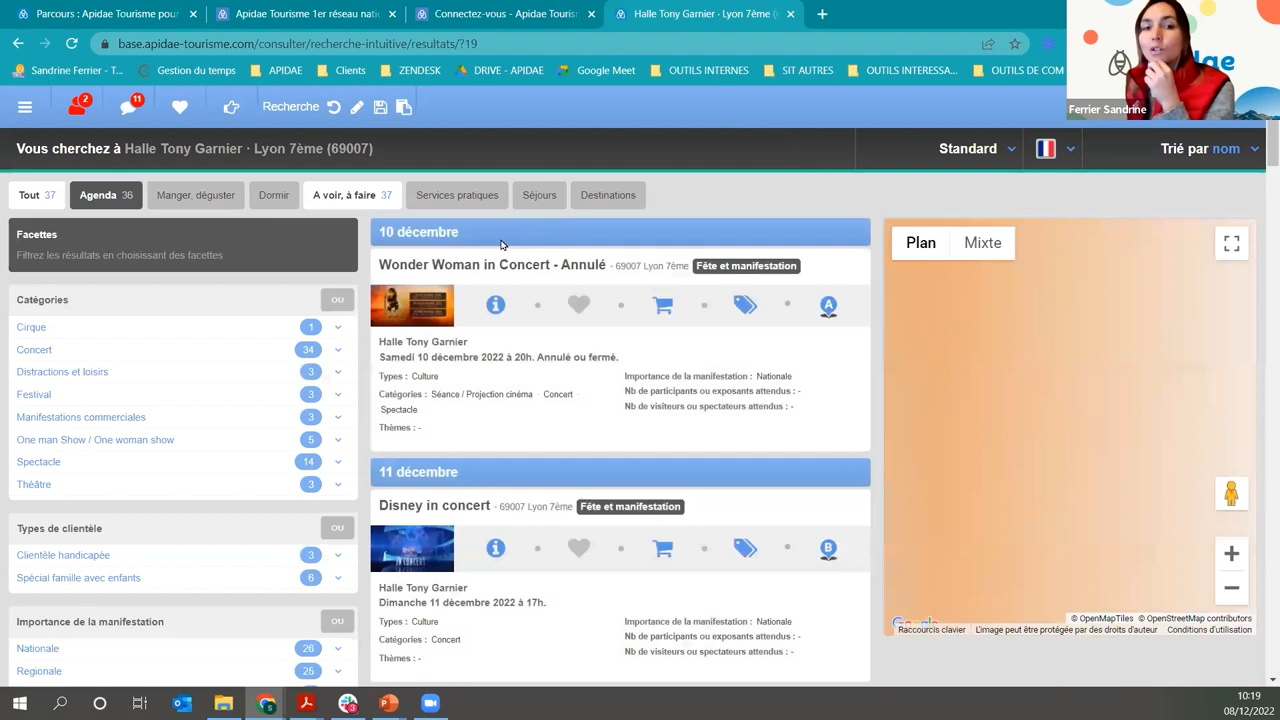 Parcours : Apidae Tourisme pour
Apidae Tourisme 1er réseau nati
Connectez-vous - Apidae Touris
Halle Tony Garnier · Lyon 7ème (
base.apidae-tourisme.com/consulter/recherche-intuitive/resultats/?19
Sandrine Ferrier - T... Gestion du temps APIDAE Clients ZENDESK DRIVE - APIDAE Google Meet OUTILS INTERNES SIT AUTRES OUTILS INTERESSA... OUTILS DE COM
Ferrier Sandrine
2 11 Recherche
Vous cherchez à Halle Tony Garnier · Lyon 7ème (69007) Standard Trié par nom
Tout 37 Agenda 36 Manger, déguster Dormir A voir, à faire 37 Services pratiques Séjours Destinations
Facettes
Filtrez les résultats en choisissant des facettes
Catégories OU
Cirque 1
Concert 34
Distractions et loisirs 3
Festival 3
Manifestations commerciales 3
One man Show / One woman show 5
Spectacle 14
Théâtre 3
Types de clientèle OU
Clientèle handicapée 3
Spécial famille avec enfants 6
Importance de la manifestation OU
Nationale 26
Regionale 25
10 décembre
Wonder Woman in Concert - Annulé - 69007 Lyon 7ème Fête et manifestation
A
Halle Tony Garnier
Samedi 10 décembre 2022 à 20h. Annulé ou fermé.
Types : Culture
Catégories : Séance / Projection cinéma · Concert ·
Spectacle
Thèmes : -
Importance de la manifestation : Nationale
Nb de participants ou exposants attendus : -
Nb de visiteurs ou spectateurs attendus : -
11 décembre
Disney in concert - 69007 Lyon 7ème Fête et manifestation
B
Halle Tony Garnier
Dimanche 11 décembre 2022 à 17h.
Types : Culture
Catégories : Concert
Thèmes : -
Importance de la manifestation : Nationale
Nb de participants ou exposants attendus : -
Nb de visiteurs ou spectateurs attendus : -
Plan Mixte
Google
© OpenMapTiles © OpenStreetMap contributors
Raccourcis clavier L'image peut être protégée par des droits d'auteur Conditions d'utilisation
10:19
08/12/2022